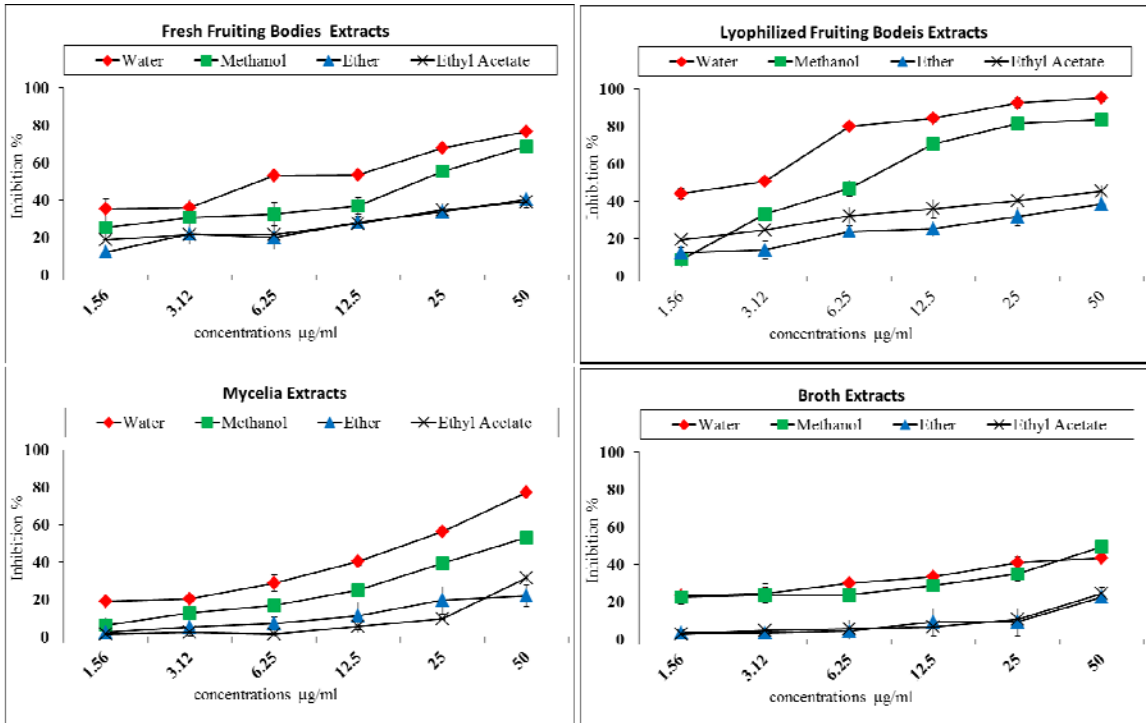 Fresh Fruiting Bodies Extracts
Water Methanol Ether Ethyl Acetate
100
80
60
40
20
0
Inhibition %
1.56 3.12 6.25 12.5 25 50
concentrations µg/ml
Lyophilized Fruiting Bodeis Extracts
Water Methanol Ether Ethyl Acetate
100
80
60
40
20
0
Inhibition %
1.56 3.12 6.25 12.5 25 50
concentrations µg/ml
Mycelia Extracts
Water Methanol Ether Ethyl Acetate
100
80
60
40
20
0
Inhibition %
1.56 3.12 6.25 12.5 25 50
concentrations µg/ml
Broth Extracts
Water Methanol Ether Ethyl Acetate
100
80
60
40
20
0
Inhibition %
1.56 3.12 6.25 12.5 25 50
concentrations µg/ml